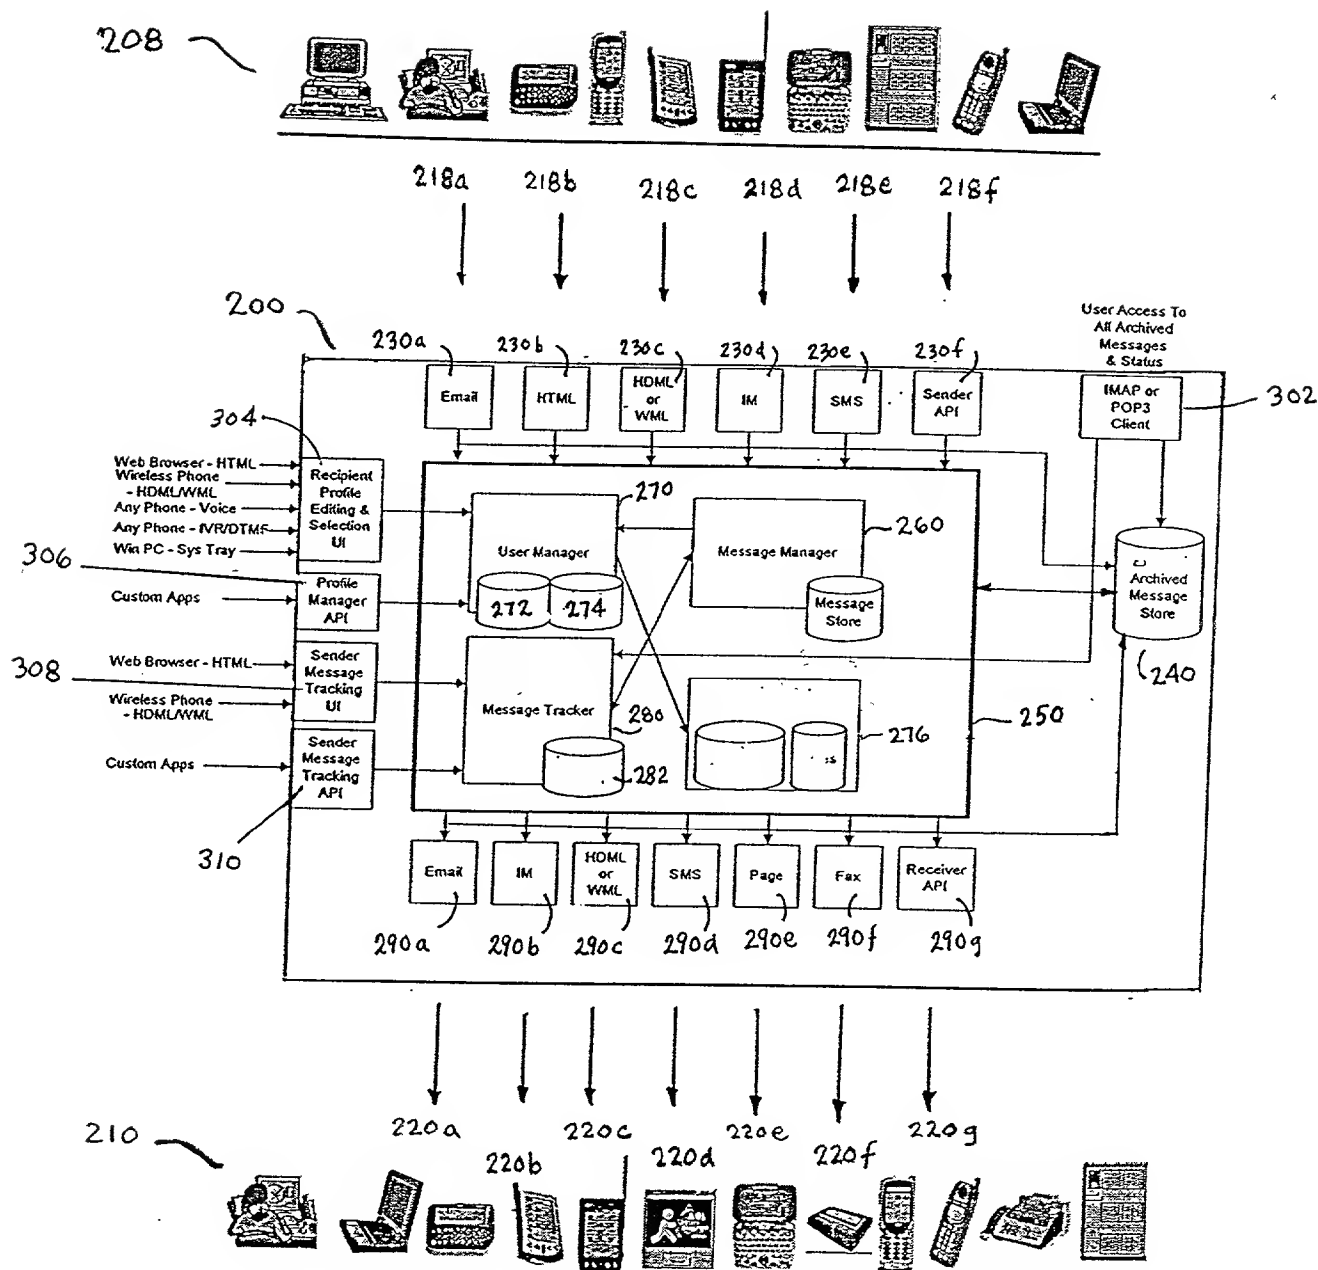 208
218a
218b
218c
218d
218e
218f
200
User Access To
All Archived
Messages
& Status
230a
230b
230c
230d
230e
230f
Email
HTML
HDML
or
WML
IM
SMS
Sender
API
IMAP or
POP3
Client
302
304
Web Browser - HTML
Wireless Phone
- HDML/WML
Any Phone - Voice
Any Phone - IVR/DTMF
Win PC - Sys Tray
Recipient
Profile
Editing &
Selection
UI
270
260
User Manager
Message Manager
272
274
Message
Store
Archived
Message
Store
240
306
Custom Apps
Profile
Manager
API
308
Web Browser - HTML
Wireless Phone
- HDML/WML
Sender
Message
Tracking
UI
Message Tracker
280
276
250
282
Custom Apps
Sender
Message
Tracking
API
310
Email
IM
HDML
or
WML
SMS
Page
Fax
Receiver
API
290a
290b
290c
290d
290e
290f
290g
210
220a
220b
220c
220d
220e
220f
220g